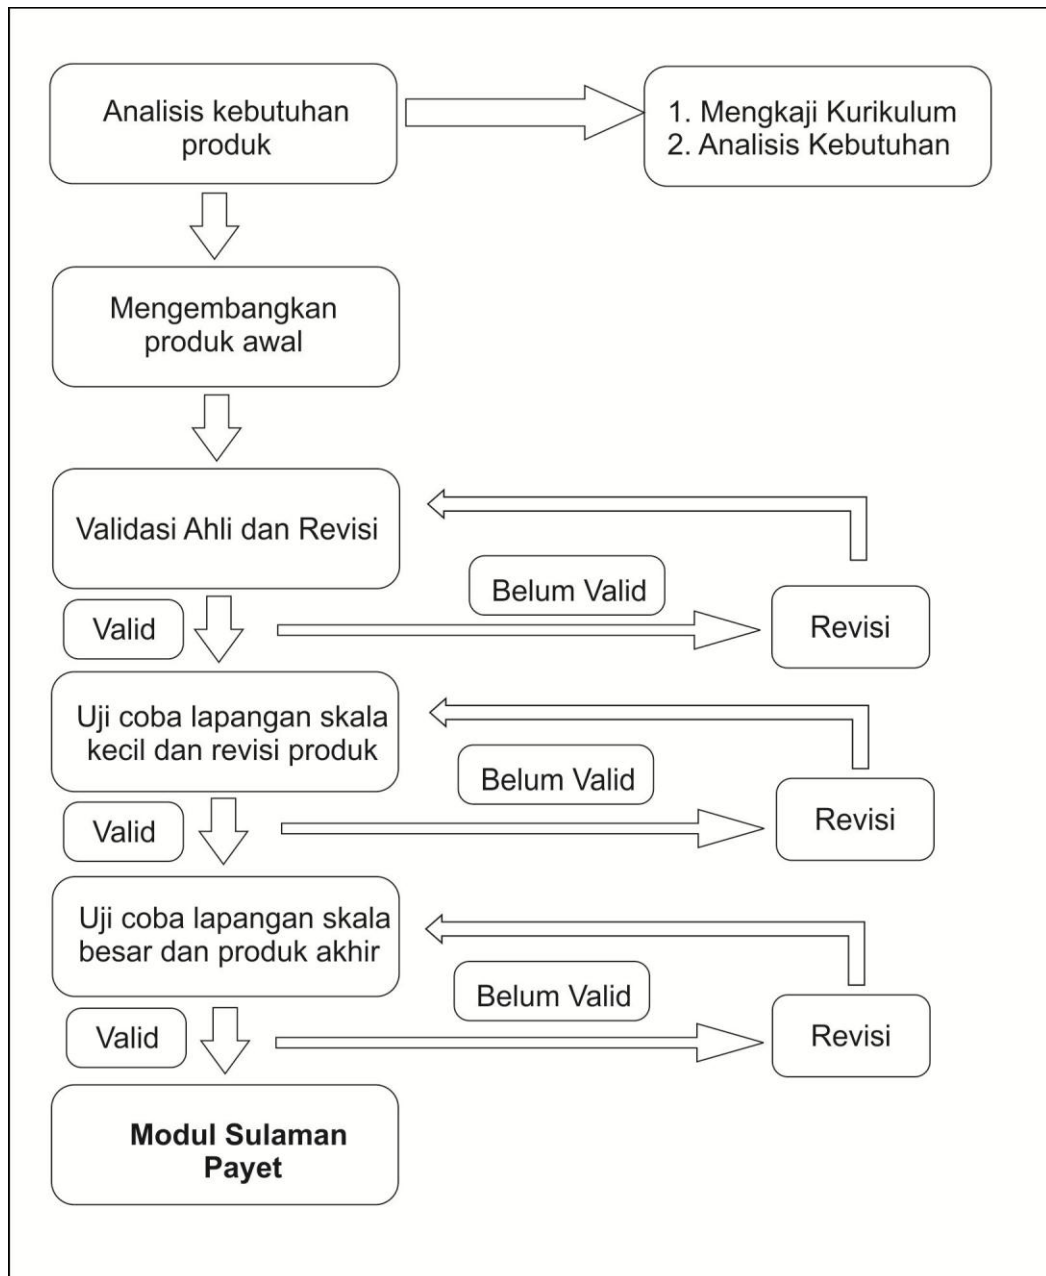 Analisis kebutuhan
produk
1. Mengkaji Kurikulum
2. Analisis Kebutuhan
Mengembangkan
produk awal
Validasi Ahli dan Revisi
Belum Valid
Valid
Revisi
Uji coba lapangan skala
kecil dan revisi produk
Belum Valid
Valid
Revisi
Uji coba lapangan skala
besar dan produk akhir
Belum Valid
Valid
Revisi
Modul Sulaman
Payet